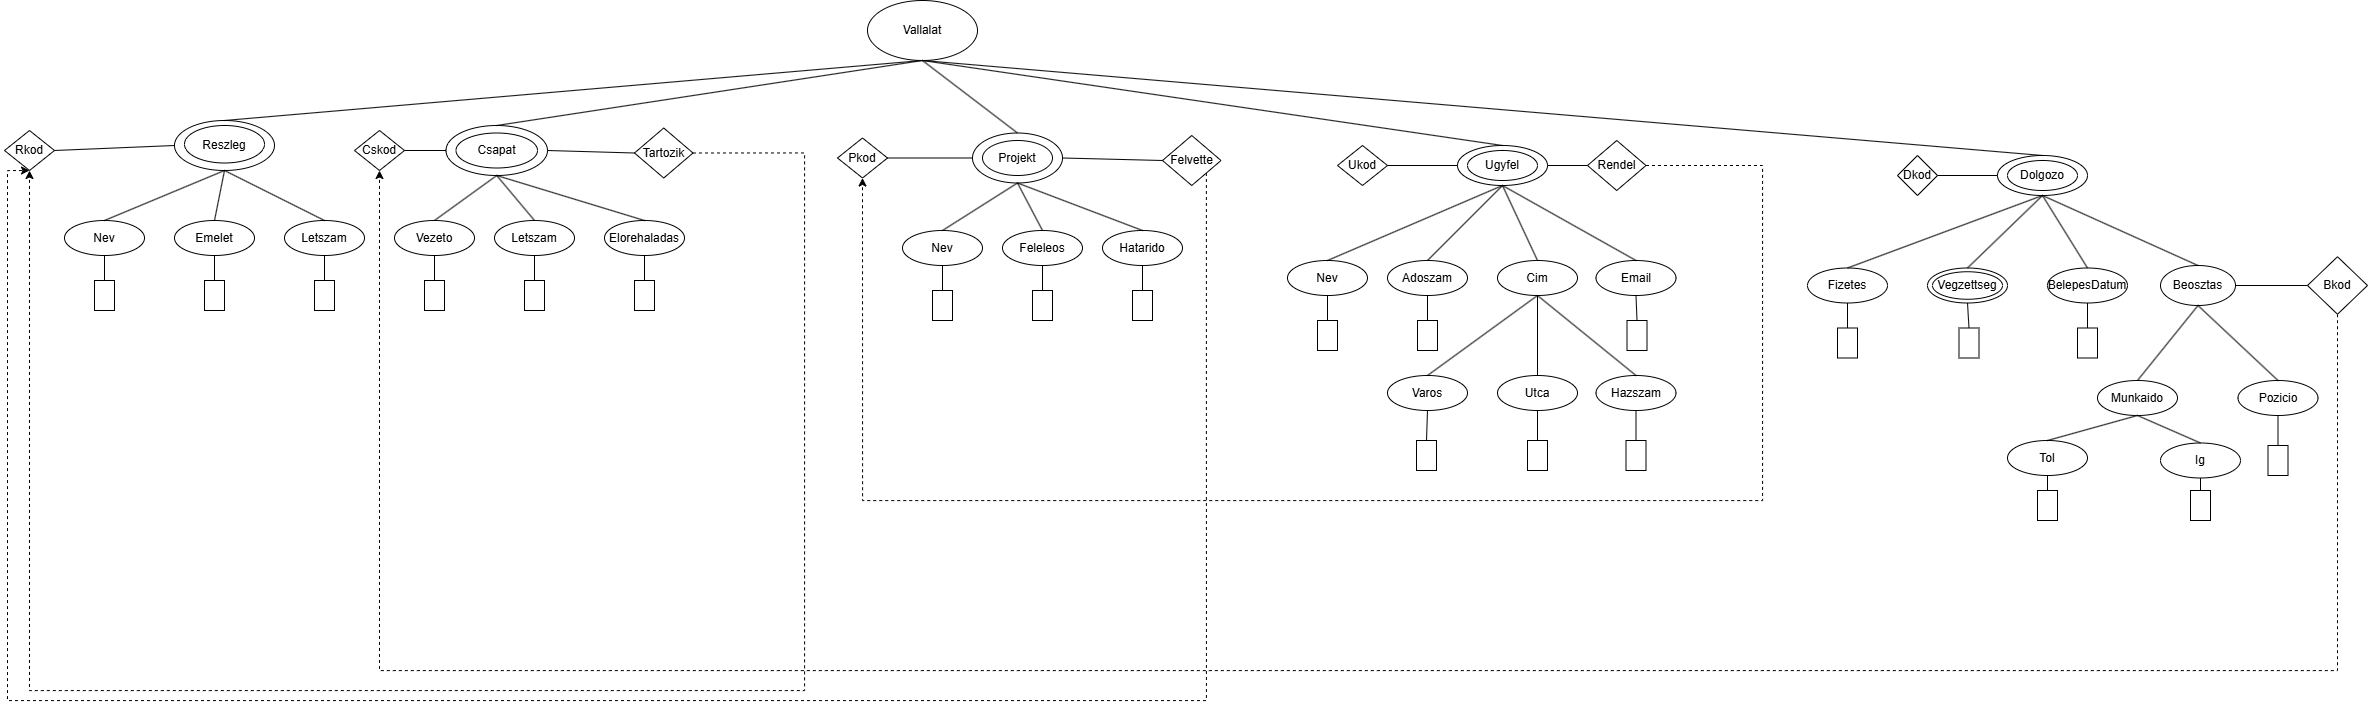 Vallalat
Rkod
Reszleg
Cskod
Csapat
Tartozik
Pkod
Projekt
Felvette
Ukod
Ugyfel
Rendel
Dkod
Dolgozo
Nev
Emelet
Letszam
Vezeto
Letszam
Elorehaladas
Nev
Feleleos
Hatarido
Nev
Adoszam
Cim
Email
Fizetes
Vegzettseg
BelepesDatum
Beosztas
Bkod
Varos
Utca
Hazszam
Munkaido
Pozicio
Tol
Ig